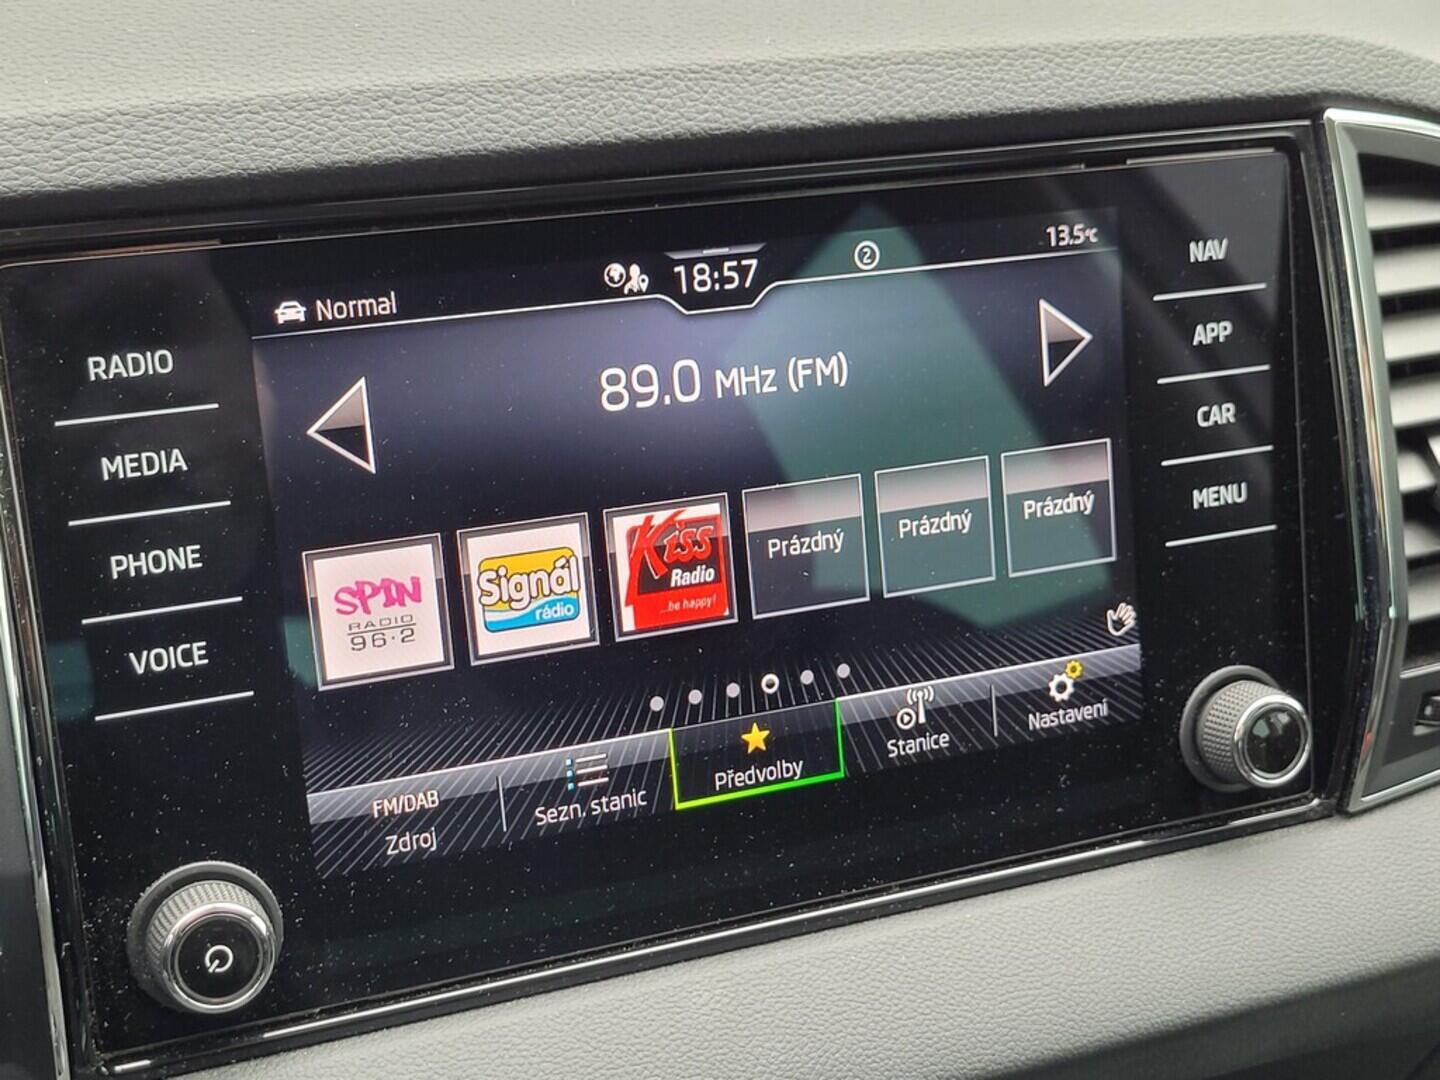 Normal
18:57
2
13.5°C
89.0 MHz (FM)
RADIO
MEDIA
PHONE
VOICE
NAV
APP
CAR
MENU
SPIN
RADIO
96·2
Signál
rádio
Kiss
Radio
...be happy!
Prázdný
Prázdný
Prázdný
FM/DAB
Zdroj
Sezn. stanic
Předvolby
Stanice
Nastavení